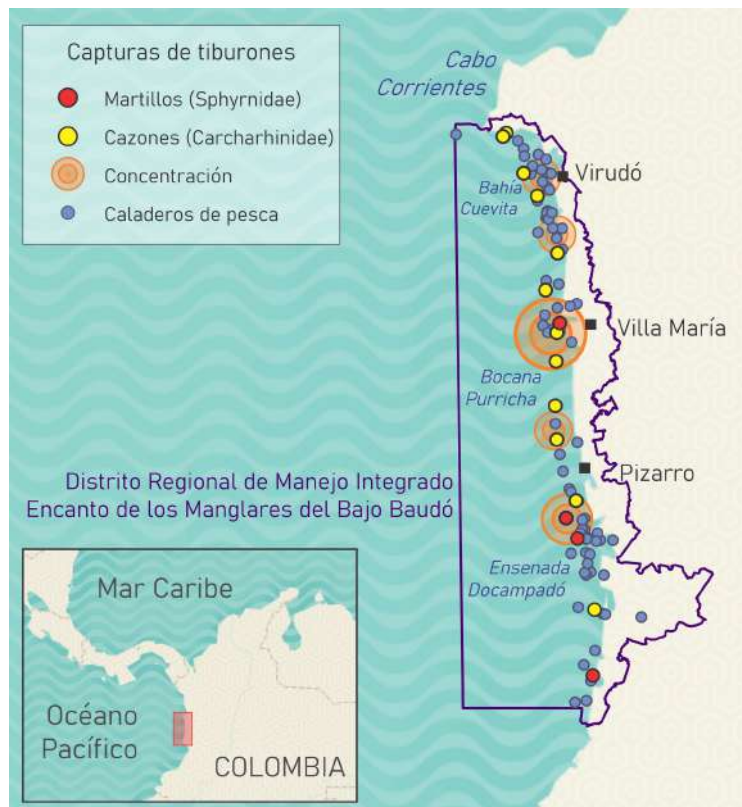 Capturas de tiburones
Martillos (Sphyrnidae)
Cazones (Carcharhinidae)
Concentración
Caladeros de pesca
Cabo
Corrientes
Virudó
Bahía
Cuevita
Villa María
Bocana
Purricha
Pizarro
Distrito Regional de Manejo Integrado
Encanto de los Manglares del Bajo Baudó
Ensenada
Docampadó
Mar Caribe
Océano
Pacífico
COLOMBIA